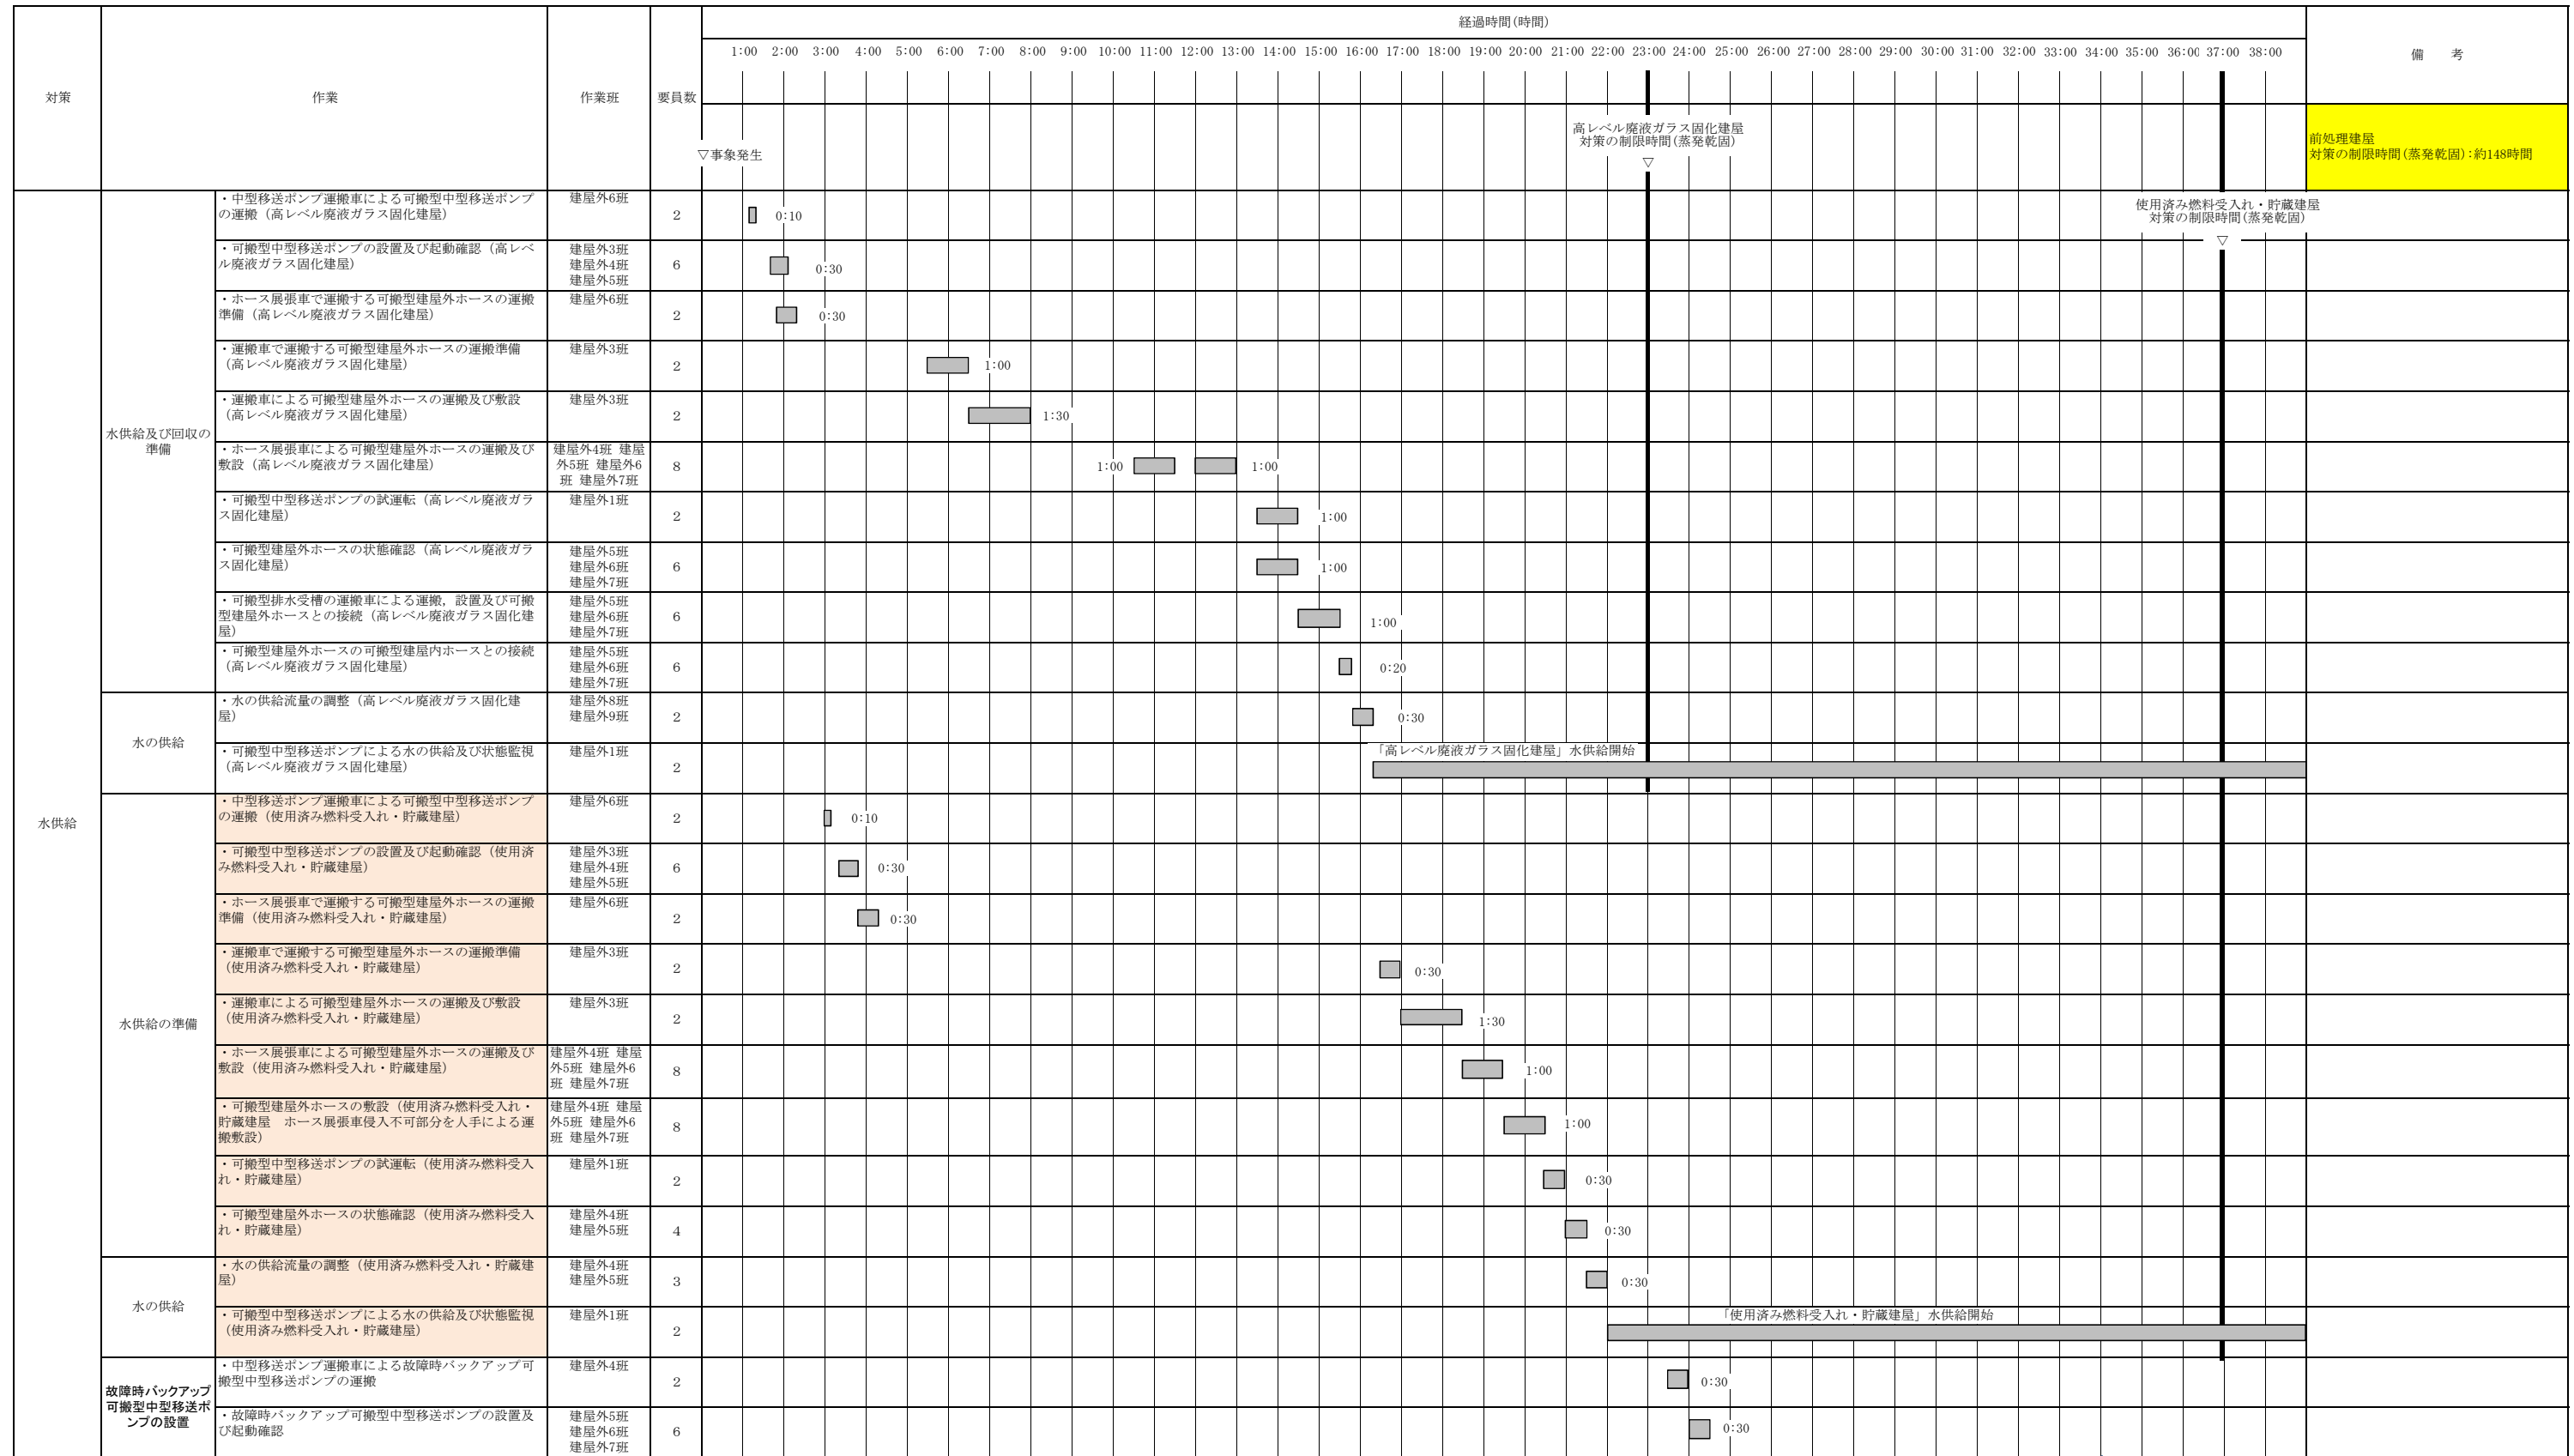 経過時間(時間)
対策
作業
作業班
要員数
備　考
1:00 2:00 3:00 4:00 5:00 6:00 7:00 8:00 9:00 10:00 11:00 12:00 13:00 14:00 15:00 16:00 17:00 18:00 19:00 20:00 21:00 22:00 23:00 24:00 25:00 26:00 27:00 28:00 29:00 30:00 31:00 32:00 33:00 34:00 35:00 36:00 37:00 38:00
▽事象発生
高レベル廃液ガラス固化建屋
対策の制限時間(蒸発乾固)
▽
前処理建屋
対策の制限時間(蒸発乾固):約148時間
使用済み燃料受入れ・貯蔵建屋
対策の制限時間(蒸発乾固)
▽
水供給
水供給及び回収の
準備
・中型移送ポンプ運搬車による可搬型中型移送ポンプ
の運搬（高レベル廃液ガラス固化建屋）
建屋外6班
2
0:10
・可搬型中型移送ポンプの設置及び起動確認（高レベ
ル廃液ガラス固化建屋）
建屋外3班
建屋外4班
建屋外5班
6
0:30
・ホース展張車で運搬する可搬型建屋外ホースの運搬
準備（高レベル廃液ガラス固化建屋）
建屋外6班
2
0:30
・運搬車で運搬する可搬型建屋外ホースの運搬準備
（高レベル廃液ガラス固化建屋）
建屋外3班
2
1:00
・運搬車による可搬型建屋外ホースの運搬及び敷設
（高レベル廃液ガラス固化建屋）
建屋外3班
2
1:30
・ホース展張車による可搬型建屋外ホースの運搬及び
敷設（高レベル廃液ガラス固化建屋）
建屋外4班 建屋
外5班 建屋外6
班 建屋外7班
8
1:00
1:00
・可搬型中型移送ポンプの試運転（高レベル廃液ガラ
ス固化建屋）
建屋外1班
2
1:00
・可搬型建屋外ホースの状態確認（高レベル廃液ガラ
ス固化建屋）
建屋外5班
建屋外6班
建屋外7班
6
1:00
・可搬型排水受槽の運搬車による運搬，設置及び可搬
型建屋外ホースとの接続（高レベル廃液ガラス固化建
屋）
建屋外5班
建屋外6班
建屋外7班
6
1:00
・可搬型建屋外ホースの可搬型建屋内ホースとの接続
（高レベル廃液ガラス固化建屋）
建屋外5班
建屋外6班
建屋外7班
6
0:20
水の供給
・水の供給流量の調整（高レベル廃液ガラス固化建
屋）
建屋外8班
建屋外9班
2
0:30
・可搬型中型移送ポンプによる水の供給及び状態監視
（高レベル廃液ガラス固化建屋）
建屋外1班
2
「高レベル廃液ガラス固化建屋」水供給開始
水供給の準備
・中型移送ポンプ運搬車による可搬型中型移送ポンプ
の運搬（使用済み燃料受入れ・貯蔵建屋）
建屋外6班
2
0:10
・可搬型中型移送ポンプの設置及び起動確認（使用済
み燃料受入れ・貯蔵建屋）
建屋外3班
建屋外4班
建屋外5班
6
0:30
・ホース展張車で運搬する可搬型建屋外ホースの運搬
準備（使用済み燃料受入れ・貯蔵建屋）
建屋外6班
2
0:30
・運搬車で運搬する可搬型建屋外ホースの運搬準備
（使用済み燃料受入れ・貯蔵建屋）
建屋外3班
2
0:30
・運搬車による可搬型建屋外ホースの運搬及び敷設
（使用済み燃料受入れ・貯蔵建屋）
建屋外3班
2
1:30
・ホース展張車による可搬型建屋外ホースの運搬及び
敷設（使用済み燃料受入れ・貯蔵建屋）
建屋外4班 建屋
外5班 建屋外6
班 建屋外7班
8
1:00
・可搬型建屋外ホースの敷設（使用済み燃料受入れ・
貯蔵建屋　ホース展張車侵入不可部分を人手による運
搬敷設）
建屋外4班 建屋
外5班 建屋外6
班 建屋外7班
8
1:00
・可搬型中型移送ポンプの試運転（使用済み燃料受入
れ・貯蔵建屋）
建屋外1班
2
0:30
・可搬型建屋外ホースの状態確認（使用済み燃料受入
れ・貯蔵建屋）
建屋外4班
建屋外5班
4
0:30
水の供給
・水の供給流量の調整（使用済み燃料受入れ・貯蔵建
屋）
建屋外4班
建屋外5班
3
0:30
・可搬型中型移送ポンプによる水の供給及び状態監視
（使用済み燃料受入れ・貯蔵建屋）
建屋外1班
2
「使用済み燃料受入れ・貯蔵建屋」水供給開始
故障時バックアップ
可搬型中型移送ポ
ンプの設置
・中型移送ポンプ運搬車による故障時バックアップ可
搬型中型移送ポンプの運搬
建屋外4班
2
0:30
・故障時バックアップ可搬型中型移送ポンプの設置及
び起動確認
建屋外5班
建屋外6班
建屋外7班
6
0:30